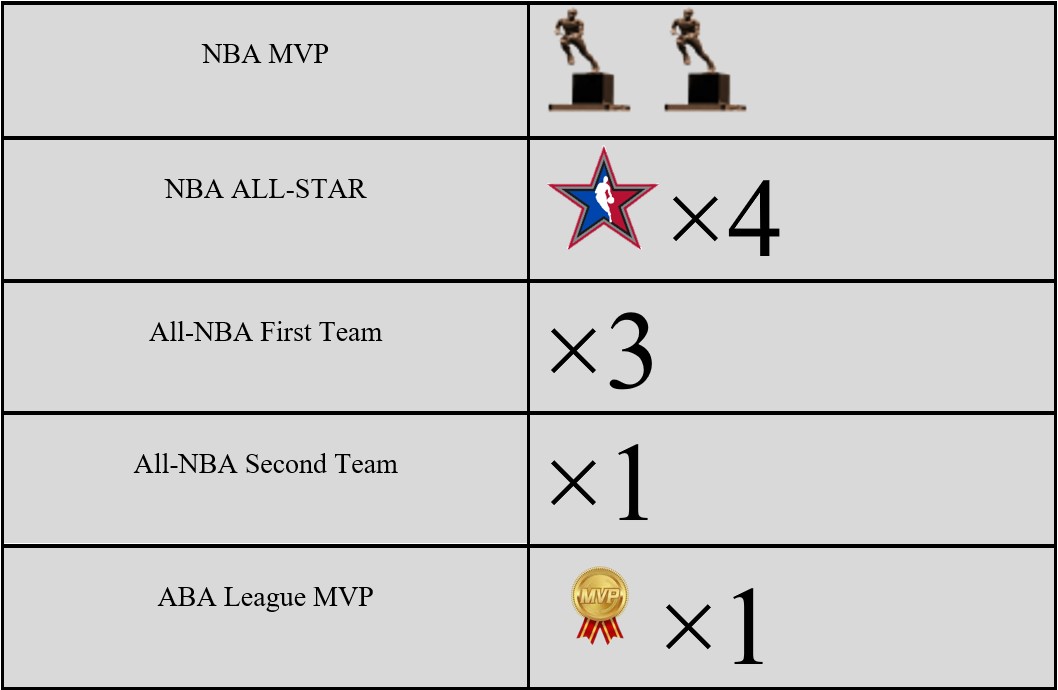 NBA MVP
NBA ALL-STAR
×4
All-NBA First Team
×3
All-NBA Second Team
×1
ABA League MVP
MVP
×1